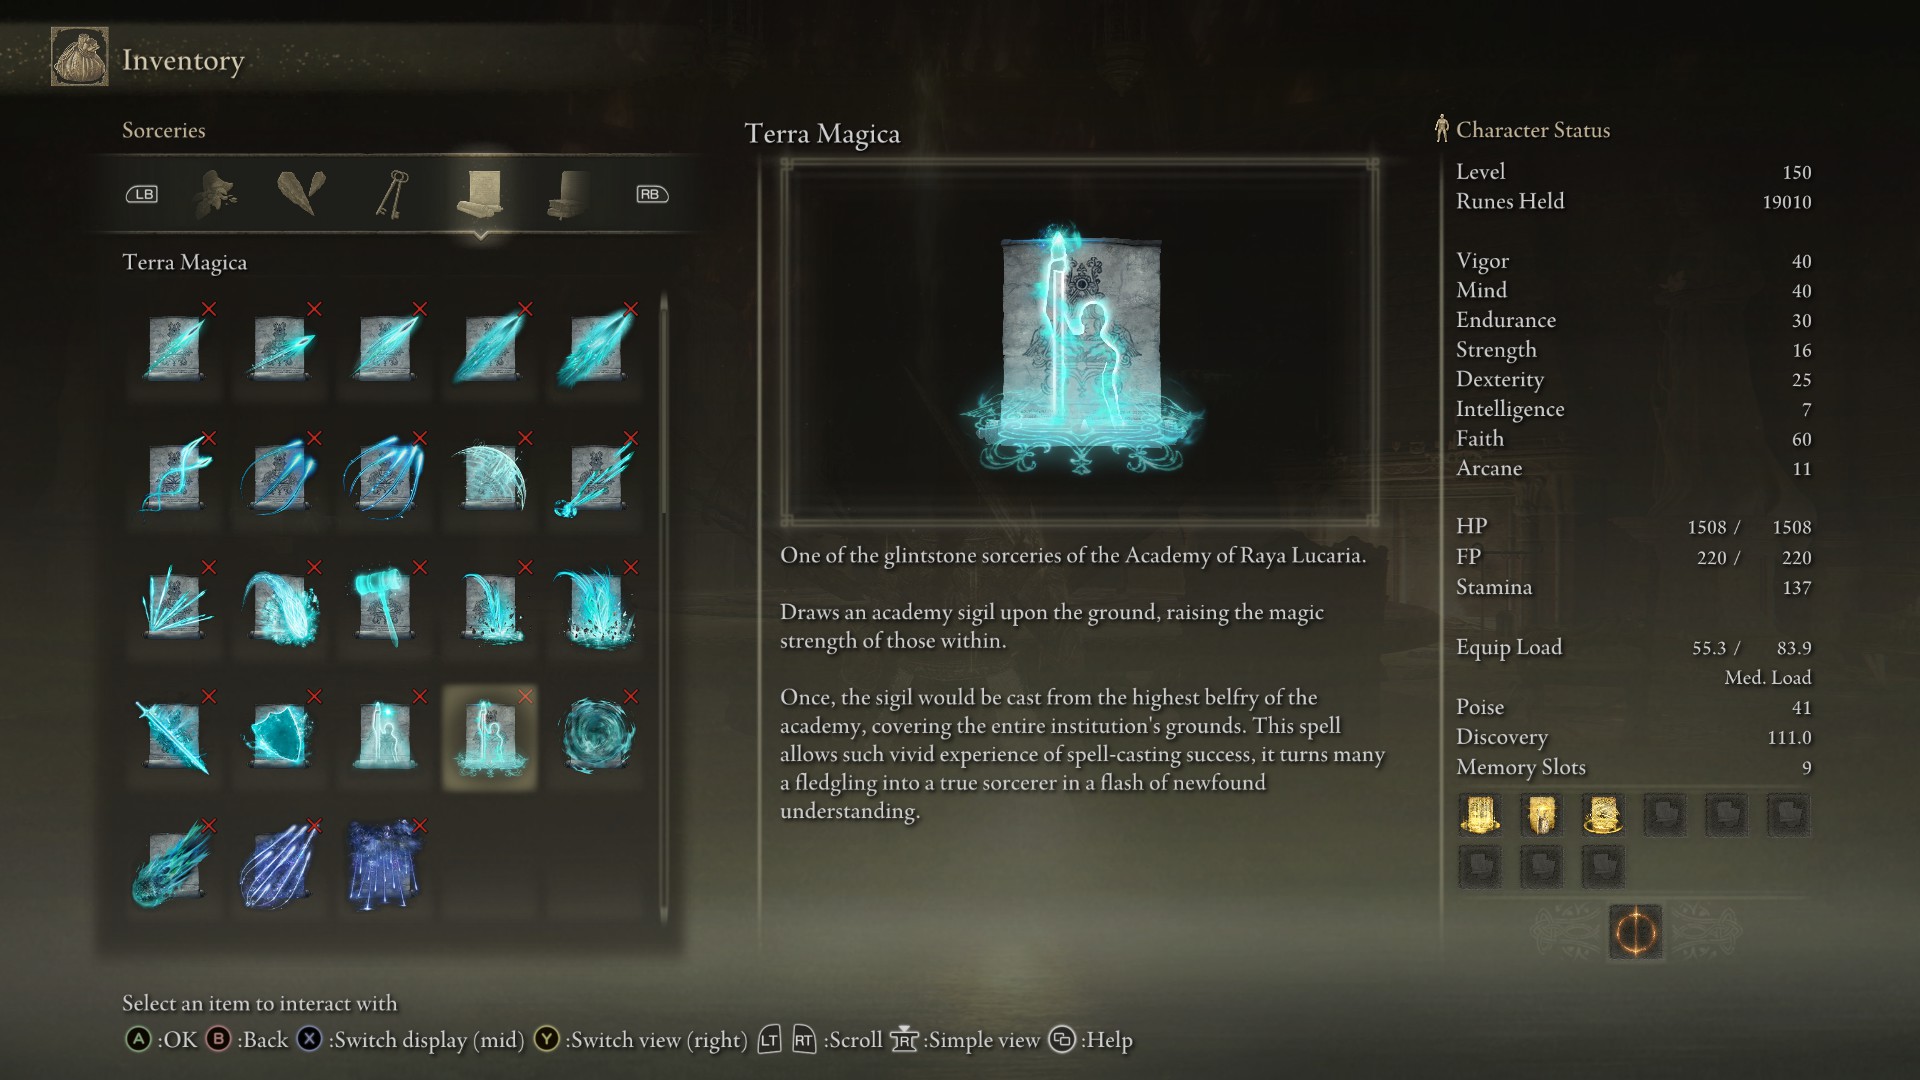 Inventory
Sorceries
LB
RB
Terra Magica
Terra Magica
One of the glintstone sorceries of the Academy of Raya Lucaria.
Draws an academy sigil upon the ground, raising the magic
strength of those within.
Once, the sigil would be cast from the highest belfry of the
academy, covering the entire institution's grounds. This spell
allows such vivid experience of spell-casting success, it turns many
a fledgling into a true sorcerer in a flash of newfound
understanding.
Character Status
Level 150
Runes Held 19010
Vigor 40
Mind 40
Endurance 30
Strength 16
Dexterity 25
Intelligence 7
Faith 60
Arcane 11
HP 1508 / 1508
FP 220 / 220
Stamina 137
Equip Load 55.3 / 83.9
Med. Load
Poise 41
Discovery 111.0
Memory Slots 9
Select an item to interact with
A :OK B :Back X :Switch display (mid) Y :Switch view (right) LT RT :Scroll R :Simple view :Help